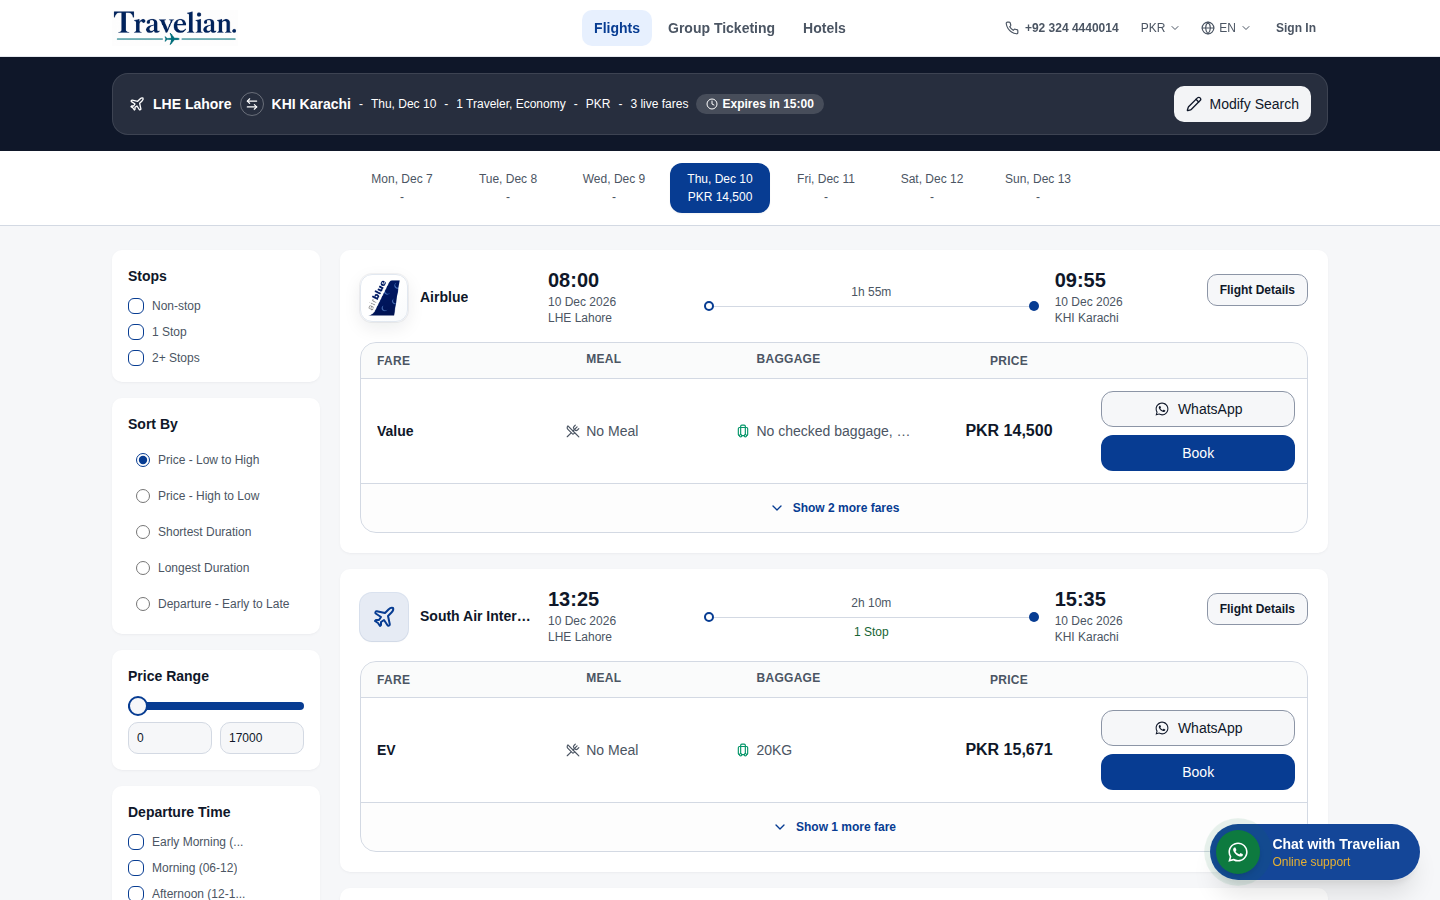 Travelian.
Flights
Group Ticketing
Hotels
+92 324 4440014
PKR
EN
Sign In
LHE Lahore
KHI Karachi - Thu, Dec 10 - 1 Traveler, Economy - PKR - 3 live fares
Expires in 15:00
Modify Search
Mon, Dec 7
-
Tue, Dec 8
-
Wed, Dec 9
-
Thu, Dec 10
PKR 14,500
Fri, Dec 11
-
Sat, Dec 12
-
Sun, Dec 13
-
Stops
Non-stop
1 Stop
2+ Stops
Sort By
Price - Low to High
Price - High to Low
Shortest Duration
Longest Duration
Departure - Early to Late
Price Range
0
17000
Departure Time
Early Morning (...
Morning (06-12)
Afternoon (12-1...
airblue
Airblue
08:00
10 Dec 2026
LHE Lahore
1h 55m
09:55
10 Dec 2026
KHI Karachi
Flight Details
FARE MEAL BAGGAGE PRICE
Value
No Meal
No checked baggage, ...
PKR 14,500
WhatsApp
Book
Show 2 more fares
South Air Inter...
13:25
10 Dec 2026
LHE Lahore
2h 10m
1 Stop
15:35
10 Dec 2026
KHI Karachi
Flight Details
FARE MEAL BAGGAGE PRICE
EV
No Meal
20KG
PKR 15,671
WhatsApp
Book
Show 1 more fare
Chat with Travelian
Online support